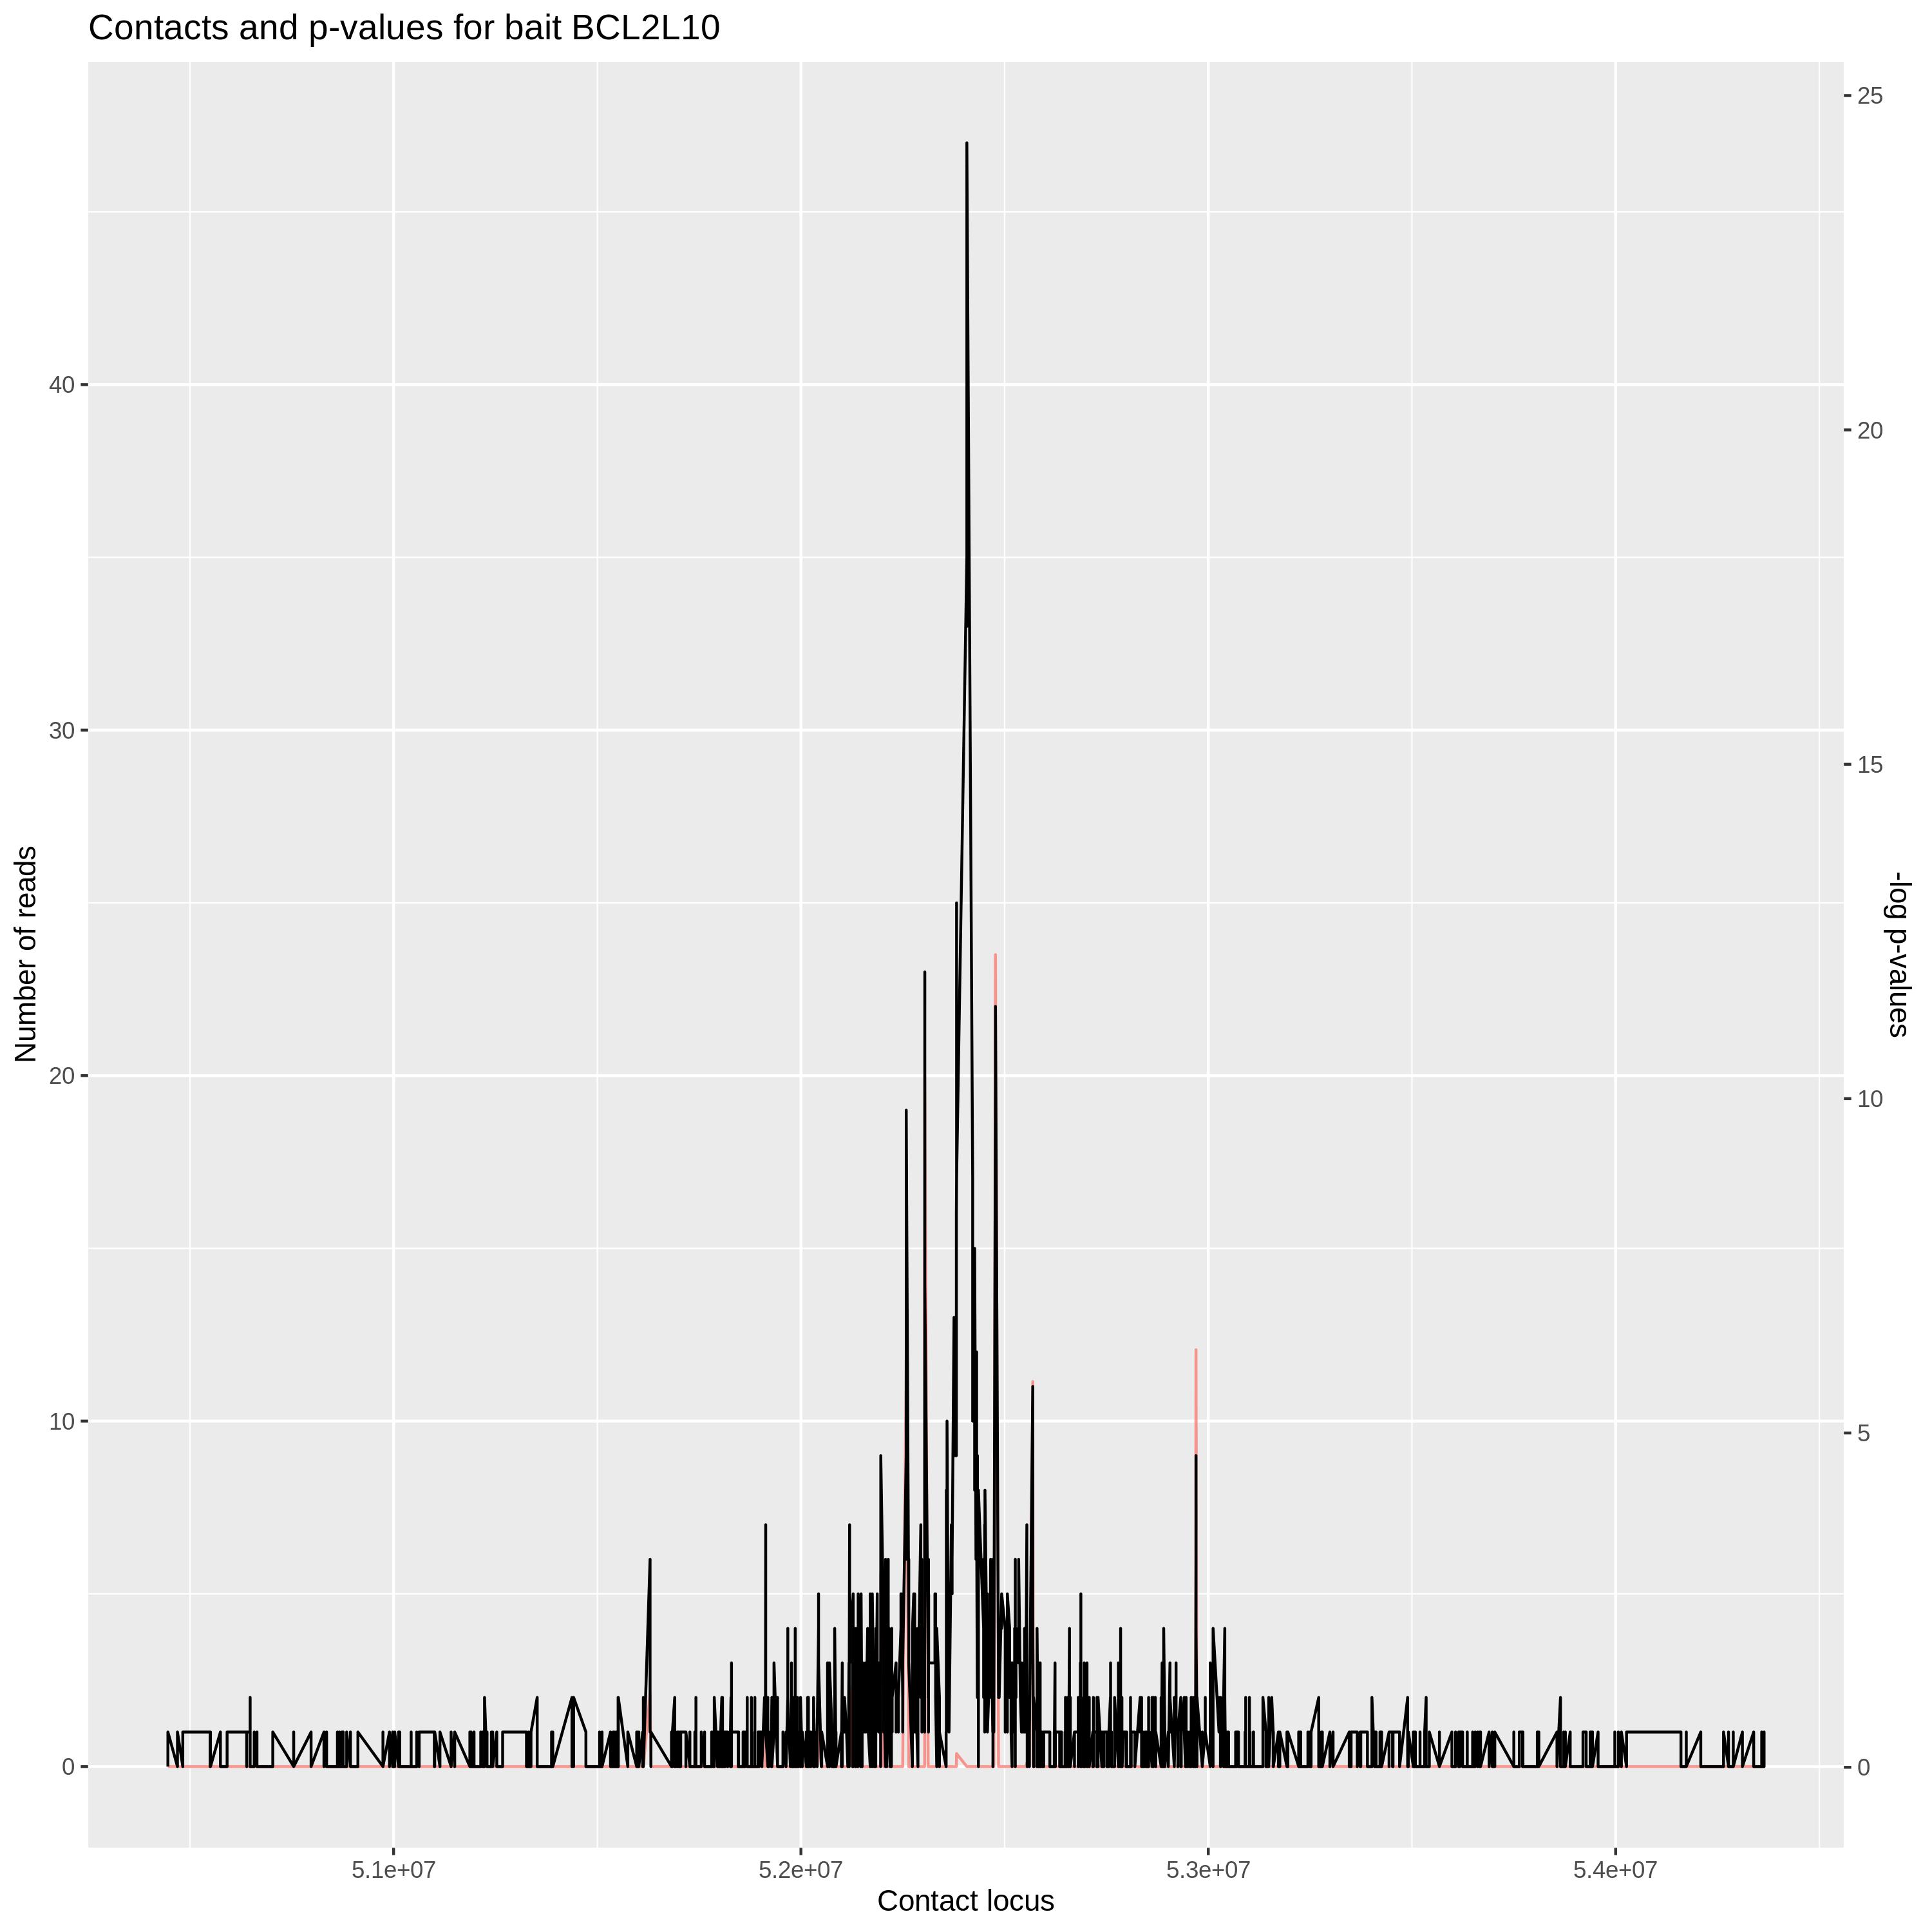 Contacts and p-values for bait BCL2L10
Number of reads
40
30
20
10
0
25
20
15
10
5
0
-log p-values
5.1e+07 5.2e+07 5.3e+07 5.4e+07
Contact locus